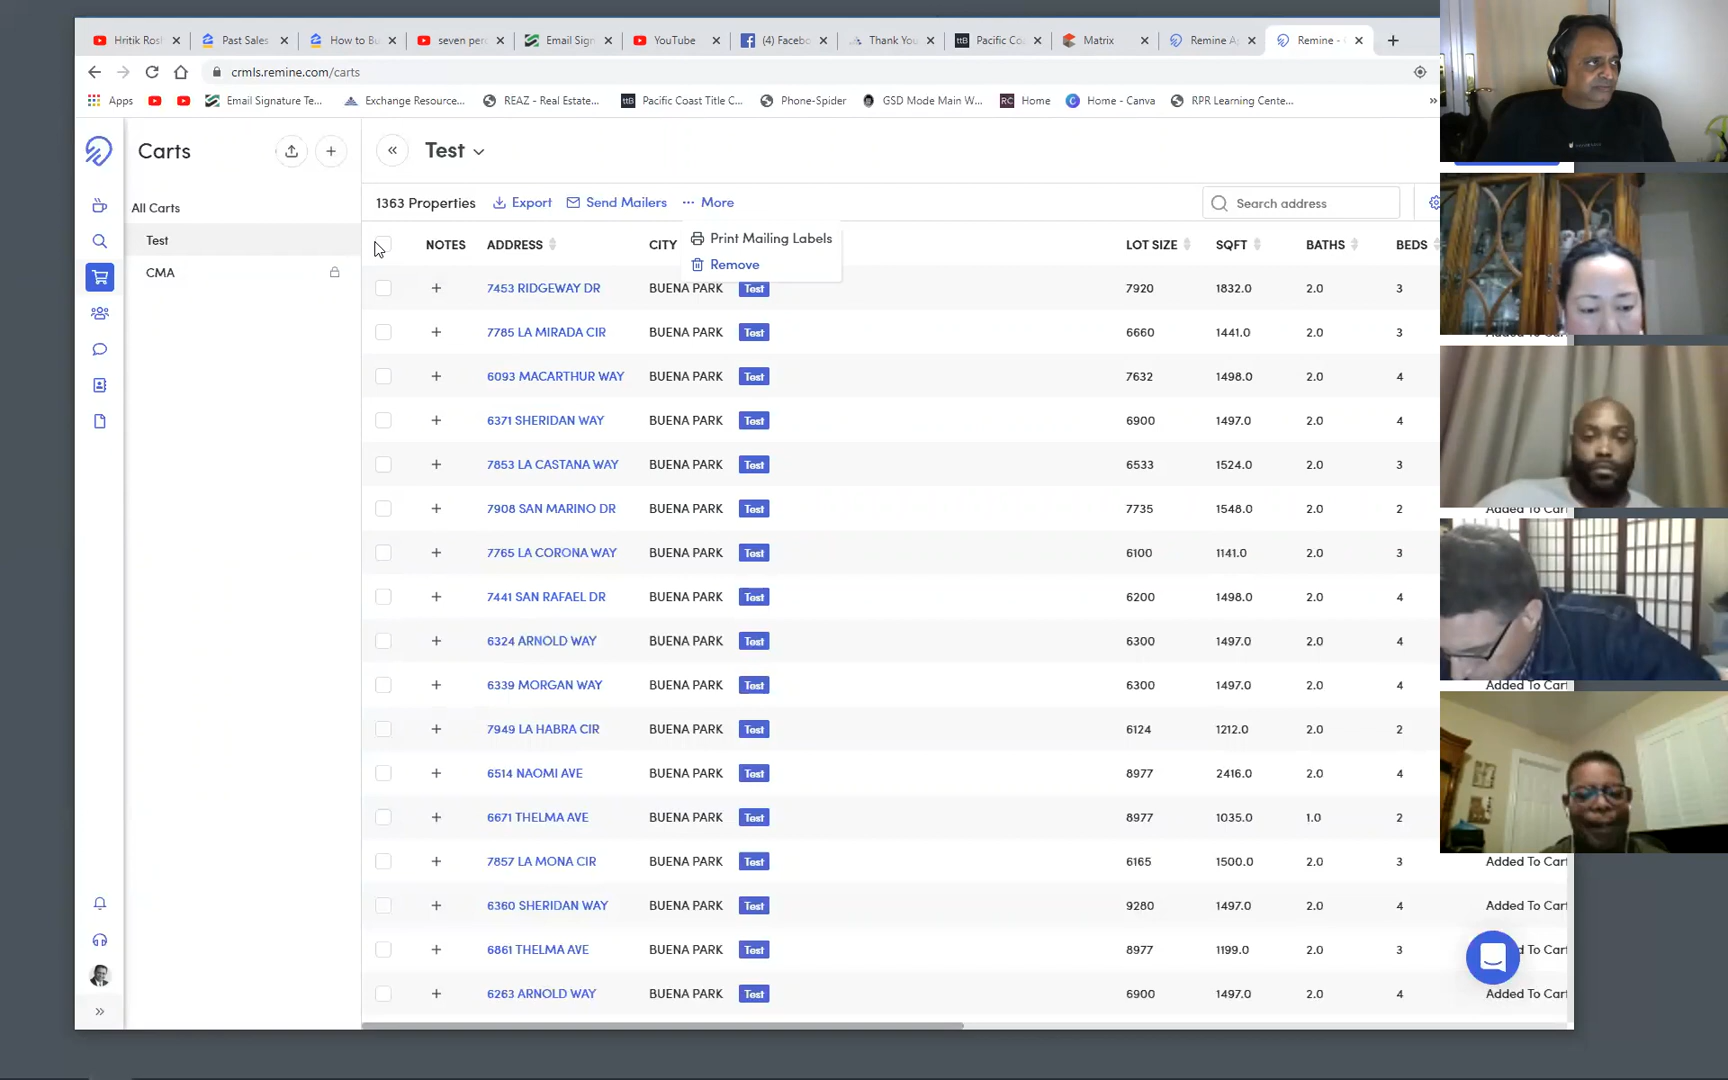 Hritik Ros
Past Sales
How to Bu
seven per
Email Sign
YouTube
(4) Facebo
Thank You
ttB Pacific Co
Matrix
Remine A
Remine -
crmls.remine.com/carts
Apps
Email Signature Te...
Exchange Resource...
REAZ - Real Estate...
ttB Pacific Coast Title C...
Phone-Spider
GSD Mode Main W...
RC Home
Home - Canva
RPR Learning Cente...
Carts
Test
All Carts
Test
CMA
1363 Properties
Export
Send Mailers
More
Search address
Print Mailing Labels
Remove
NOTES ADDRESS CITY LOT SIZE SQFT BATHS BEDS
7453 RIDGEWAY DR BUENA PARK Test 7920 1832.0 2.0 3
7785 LA MIRADA CIR BUENA PARK Test 6660 1441.0 2.0 3
6093 MACARTHUR WAY BUENA PARK Test 7632 1498.0 2.0 4
6371 SHERIDAN WAY BUENA PARK Test 6900 1497.0 2.0 4
7853 LA CASTANA WAY BUENA PARK Test 6533 1524.0 2.0 3
7908 SAN MARINO DR BUENA PARK Test 7735 1548.0 2.0 2 Added To Car
7765 LA CORONA WAY BUENA PARK Test 6100 1141.0 2.0 3
7441 SAN RAFAEL DR BUENA PARK Test 6200 1498.0 2.0 4
6324 ARNOLD WAY BUENA PARK Test 6300 1497.0 2.0 4
6339 MORGAN WAY BUENA PARK Test 6300 1497.0 2.0 4 Added To Car
7949 LA HABRA CIR BUENA PARK Test 6124 1212.0 2.0 2
6514 NAOMI AVE BUENA PARK Test 8977 2416.0 2.0 4
6671 THELMA AVE BUENA PARK Test 8977 1035.0 1.0 2
7857 LA MONA CIR BUENA PARK Test 6165 1500.0 2.0 3 Added To Car
6360 SHERIDAN WAY BUENA PARK Test 9280 1497.0 2.0 4 Added To Car
6861 THELMA AVE BUENA PARK Test 8977 1199.0 2.0 3 d To Car
6263 ARNOLD WAY BUENA PARK Test 6900 1497.0 2.0 4 Added To Car